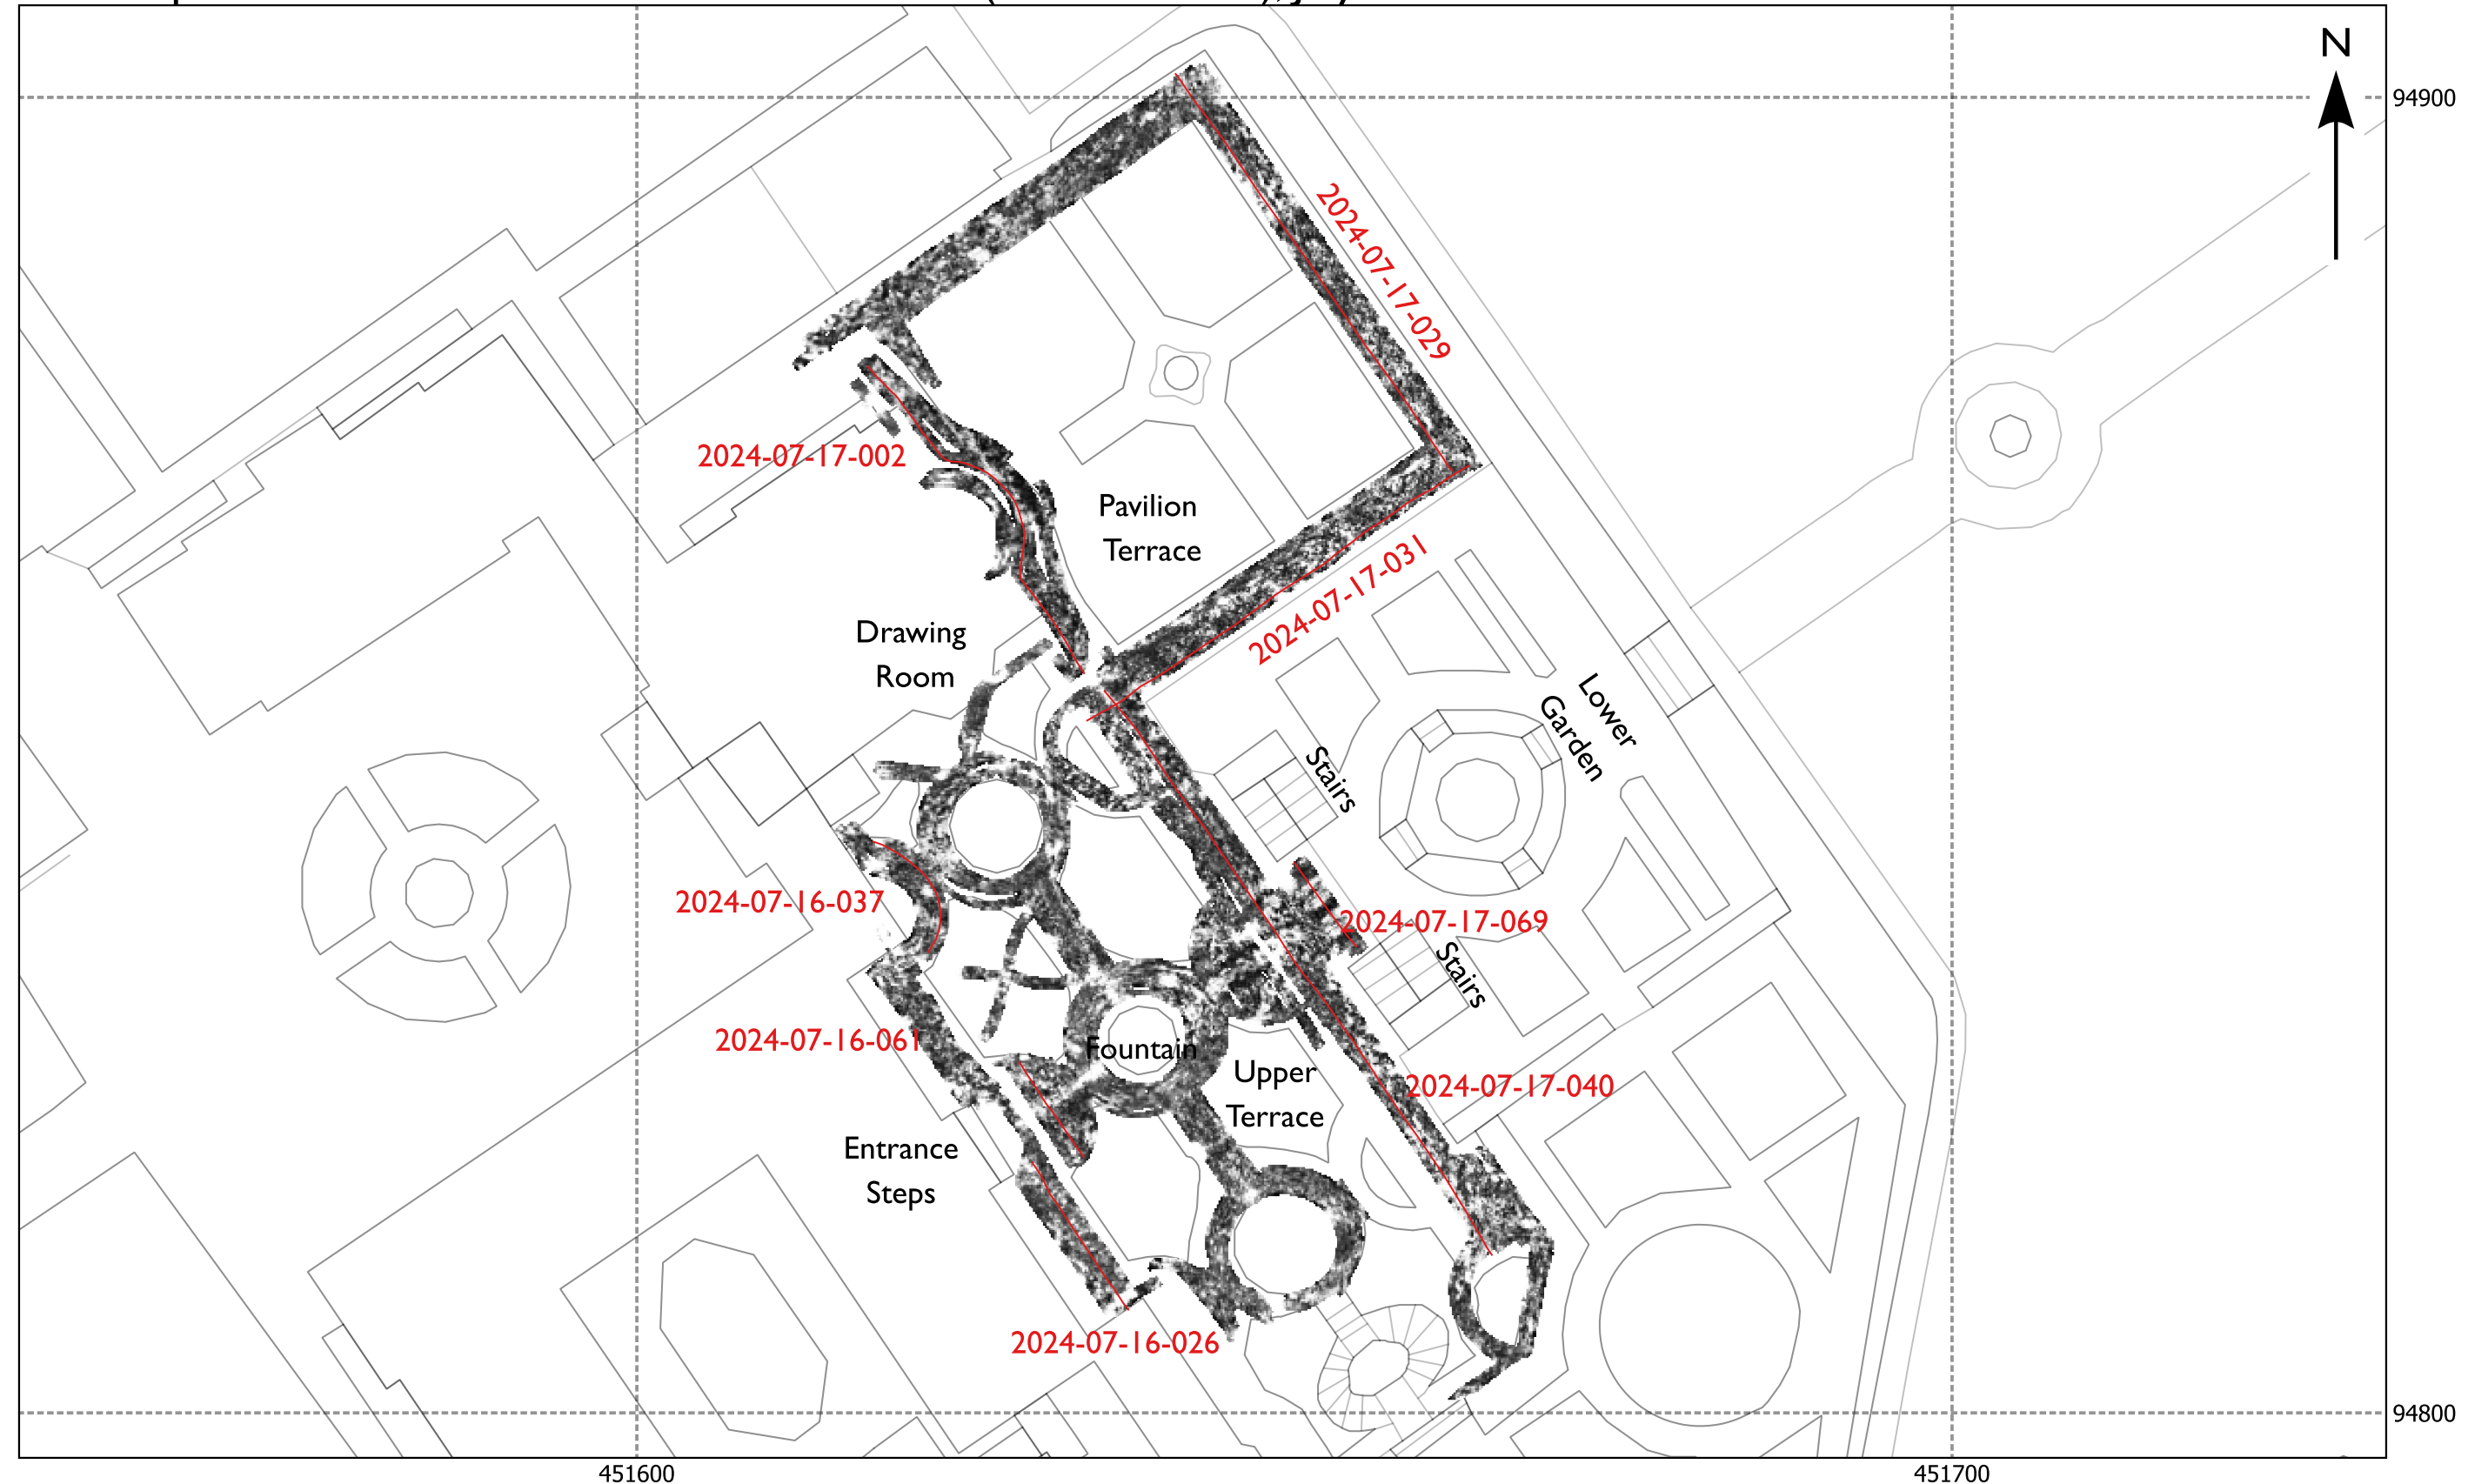 N
94900
2024-07-17-029
2024-07-17-002
Pavilion
Terrace
2024-07-17-031
Drawing
Room
Lower
Garden
Stairs
2024-07-16-037
2024-07-17-069
Stairs
2024-07-16-061
Fountain
Upper
Terrace
2024-07-17-040
Entrance
Steps
2024-07-16-026
94800
451600
451700